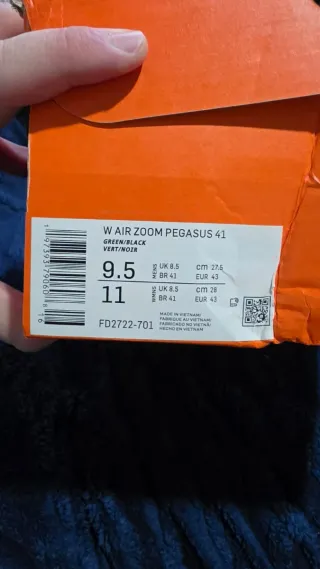 W AIR ZOOM PEGASUS 41
GREEN/BLACK
VERT/NOIR
9.5 MENS UK 8.5 cm 27.5
BR 41 EUR 43
11 WMNS UK 8.5 cm 28
BR 41 EUR 43
FD2722-701
MADE IN VIETNAM
FABRIQUÉ AU VIETNAM
FABRICADO NO VIETNÃ
HECHO EN VIETNAM